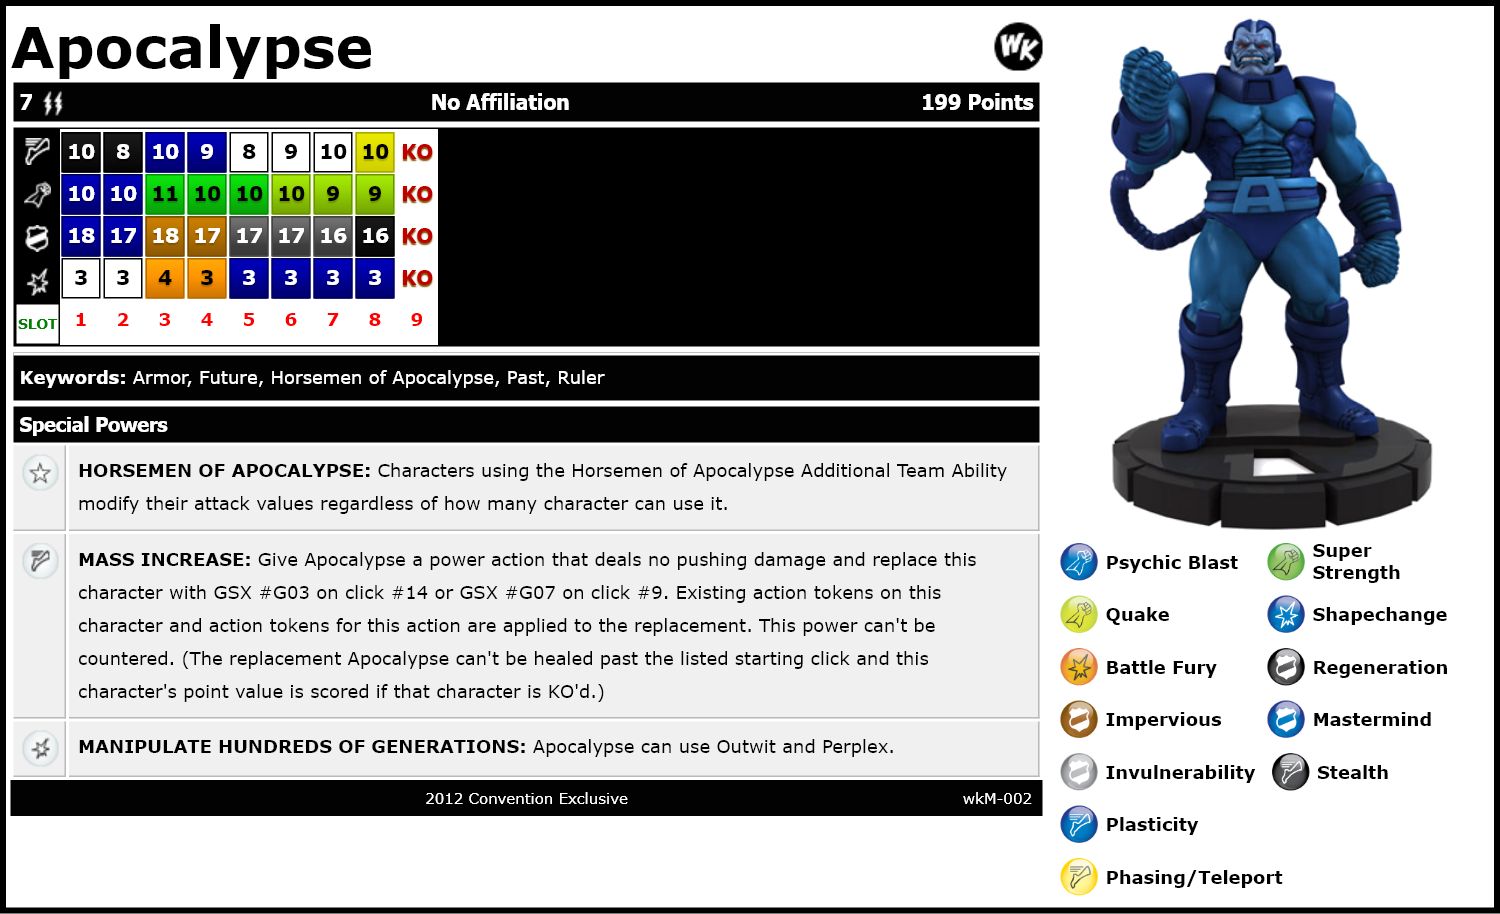 Apocalypse
WK
7 No Affiliation 199 Points
10 8 10 9 8 9 10 10 KO
10 10 11 10 10 10 9 9 KO
18 17 18 17 17 17 16 16 KO
3 3 4 3 3 3 3 3 KO
SLOT 1 2 3 4 5 6 7 8 9
Keywords: Armor, Future, Horsemen of Apocalypse, Past, Ruler
Special Powers
HORSEMEN OF APOCALYPSE: Characters using the Horsemen of Apocalypse Additional Team Ability
modify their attack values regardless of how many character can use it.
MASS INCREASE: Give Apocalypse a power action that deals no pushing damage and replace this
character with GSX #G03 on click #14 or GSX #G07 on click #9. Existing action tokens on this
character and action tokens for this action are applied to the replacement. This power can't be
countered. (The replacement Apocalypse can't be healed past the listed starting click and this
character's point value is scored if that character is KO'd.)
MANIPULATE HUNDREDS OF GENERATIONS: Apocalypse can use Outwit and Perplex.
2012 Convention Exclusive wkM-002
A
Psychic Blast
Super
Strength
Quake
Shapechange
Battle Fury
Regeneration
Impervious
Mastermind
Invulnerability
Stealth
Plasticity
Phasing/Teleport